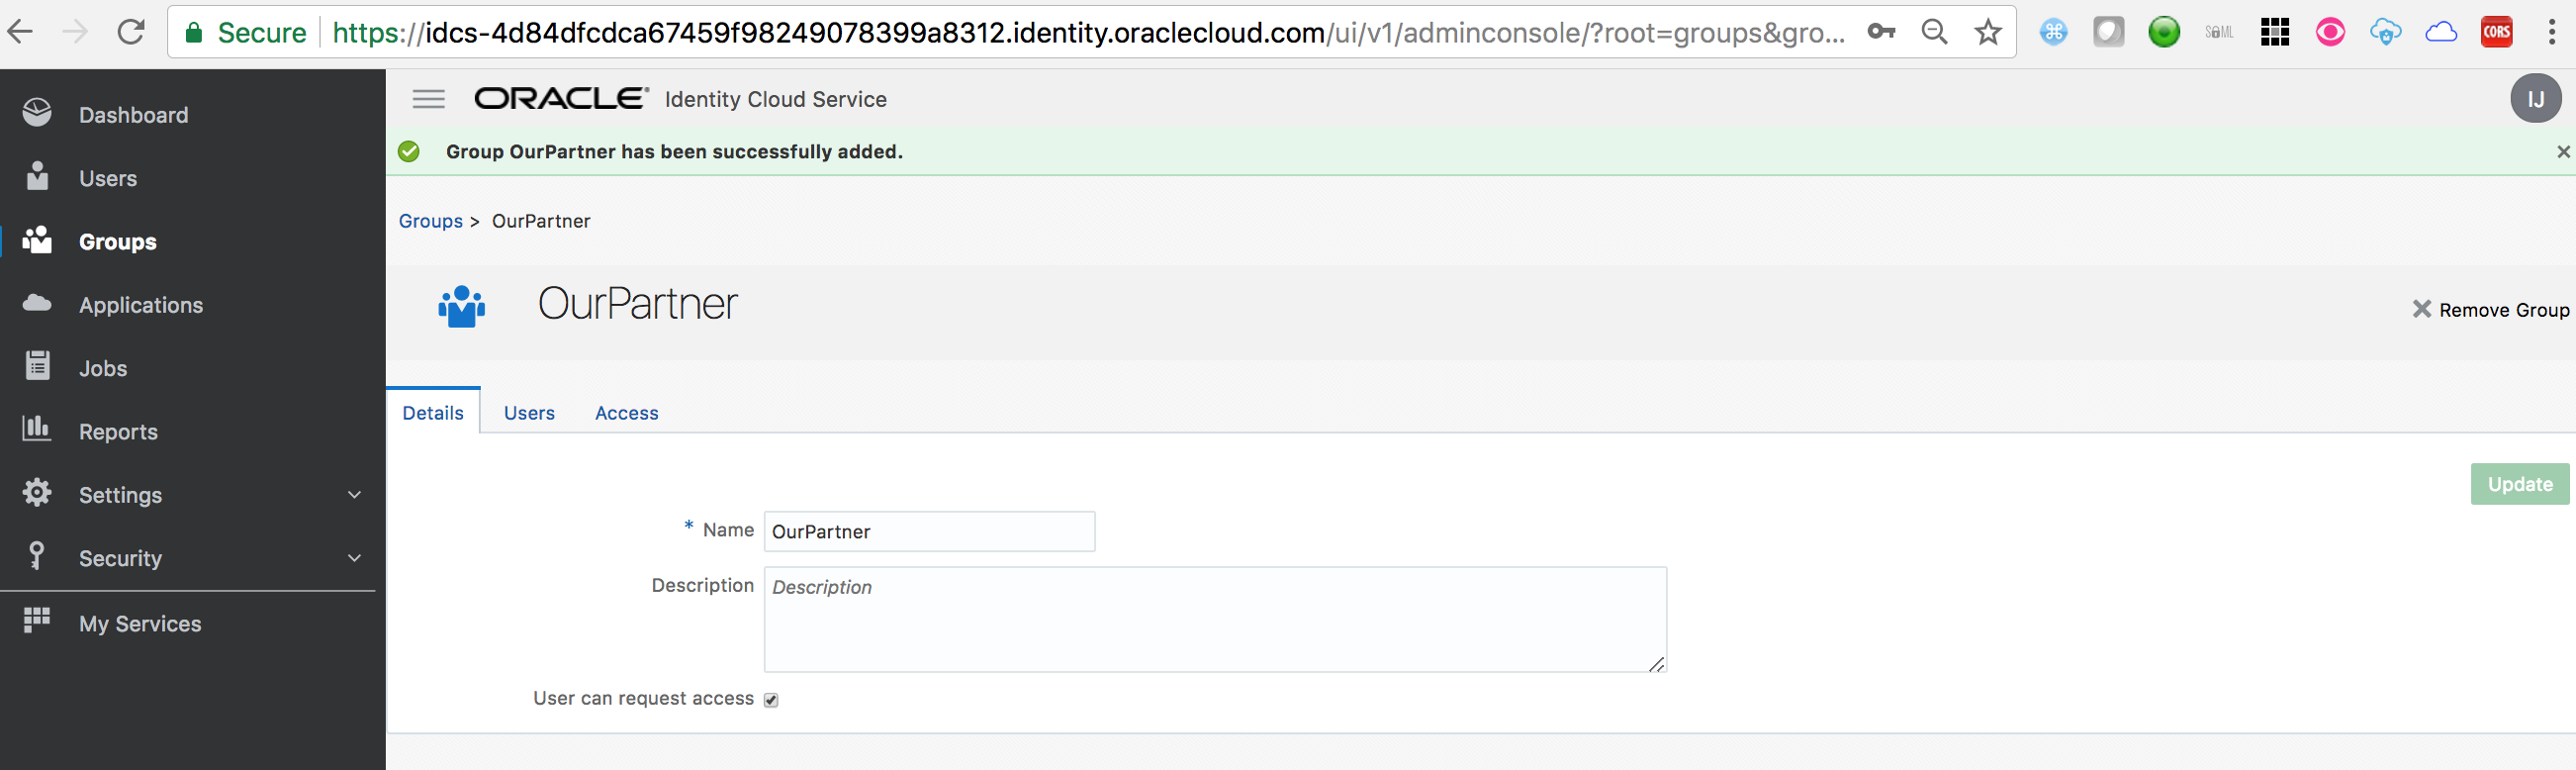 Secure
https://idcs-4d84dfcdca67459f98249078399a8312.identity.oraclecloud.com/ui/v1/adminconsole/?root=groups&gro...
SAML
CORS
Dashboard
Users
Groups
Applications
Jobs
Reports
Settings
Security
My Services
ORACLE® Identity Cloud Service
IJ
Group OurPartner has been successfully added.
Groups > OurPartner
OurPartner
Remove Group
Details Users Access
Update
* Name OurPartner
Description Description
User can request access